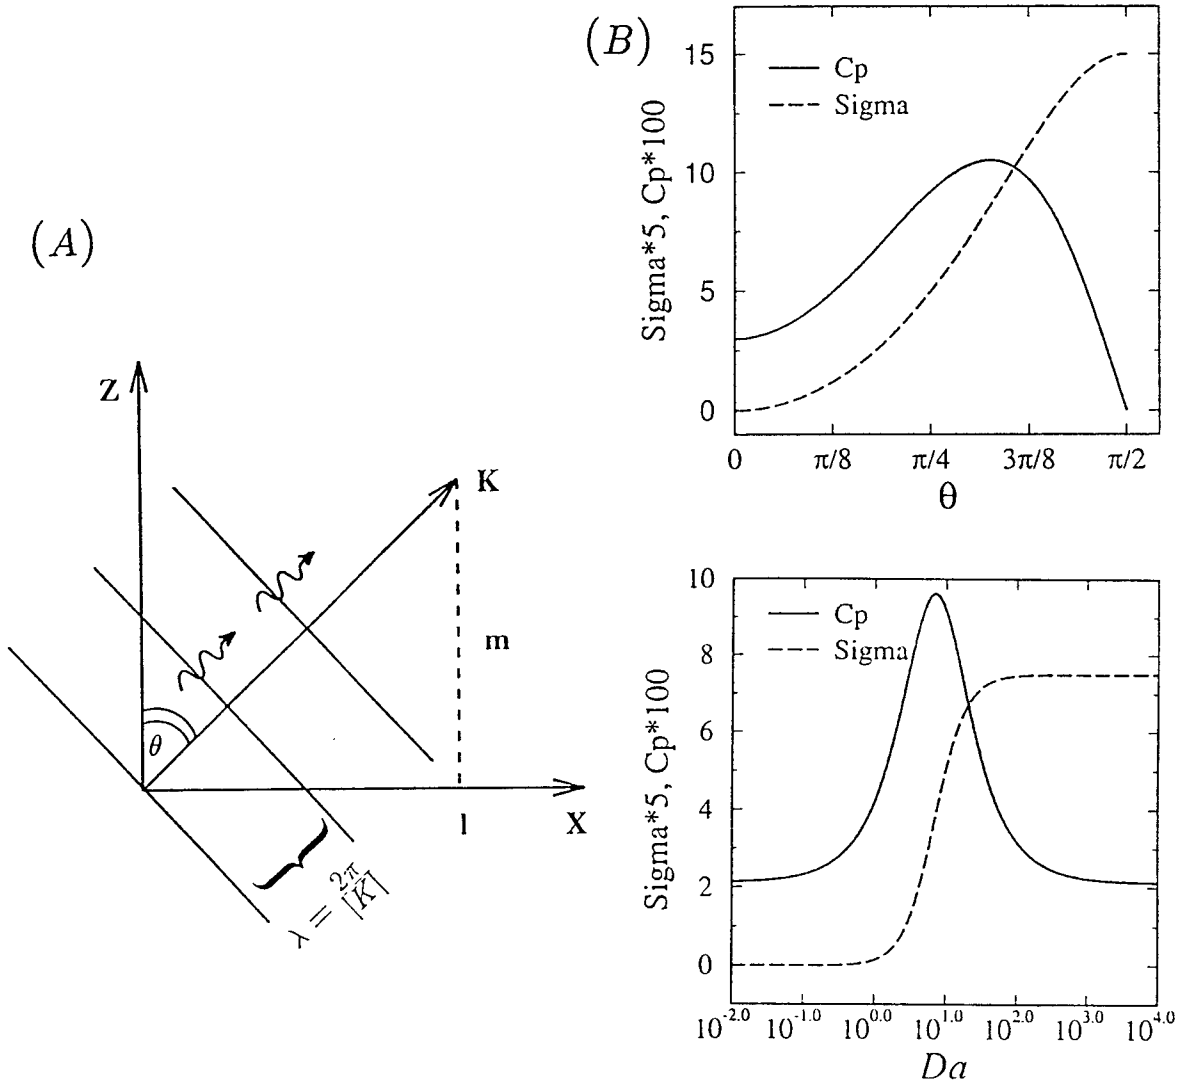 (A)
Z
K
θ
m
l
X
λ = 2π/|K|
(B)
Sigma*5, Cp*100
15
10
5
0
Cp
Sigma
0 π/8 π/4 3π/8 π/2
θ
Sigma*5, Cp*100
10
8
6
4
2
0
Cp
Sigma
10^-2.0 10^-1.0 10^0.0 10^1.0 10^2.0 10^3.0 10^4.0
Da